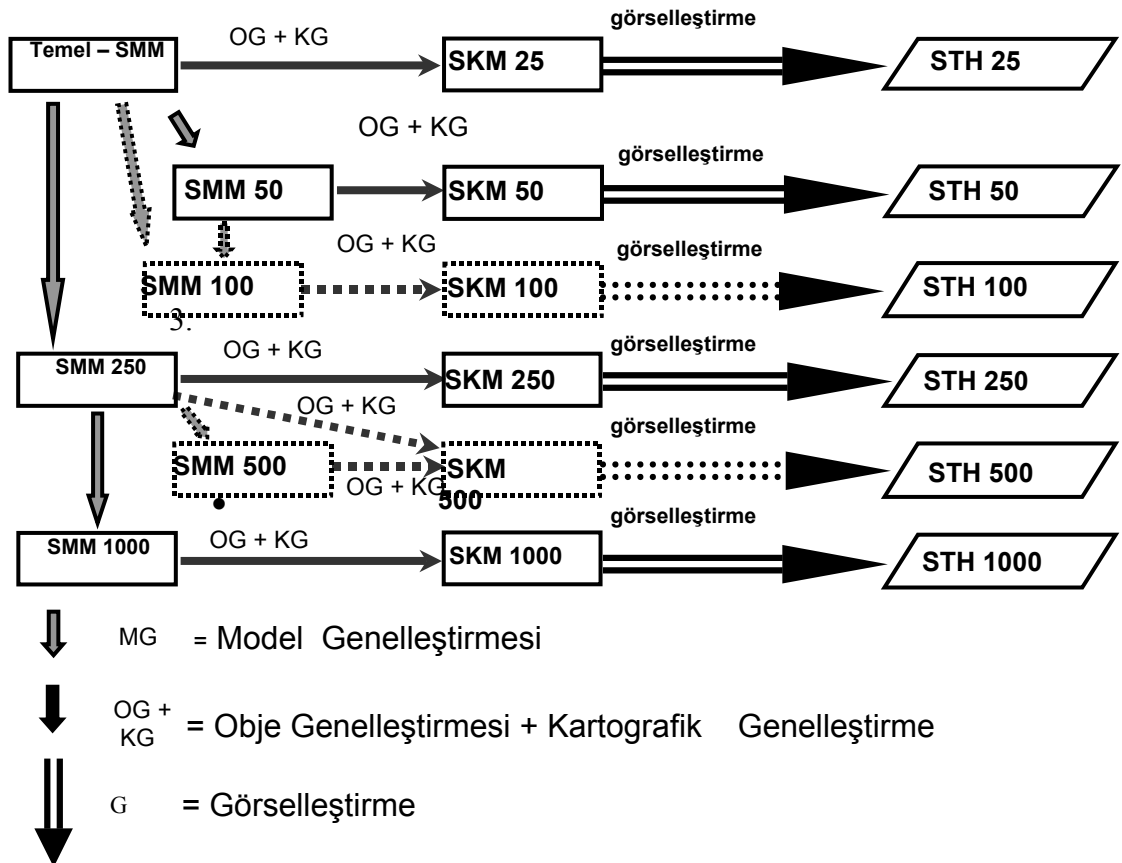 Temel – SMM
OG + KG
SKM 25
görselleştirme
STH 25
SMM 50
OG + KG
SKM 50
görselleştirme
STH 50
SMM 100
3.
OG + KG
SKM 100
görselleştirme
STH 100
SMM 250
OG + KG
SKM 250
görselleştirme
STH 250
OG + KG
SMM 500
•
OG + KG
SKM
500
görselleştirme
STH 500
SMM 1000
OG + KG
SKM 1000
görselleştirme
STH 1000
MG = Model Genelleştirmesi
OG +
KG = Obje Genelleştirmesi + Kartografik Genelleştirme
G = Görselleştirme